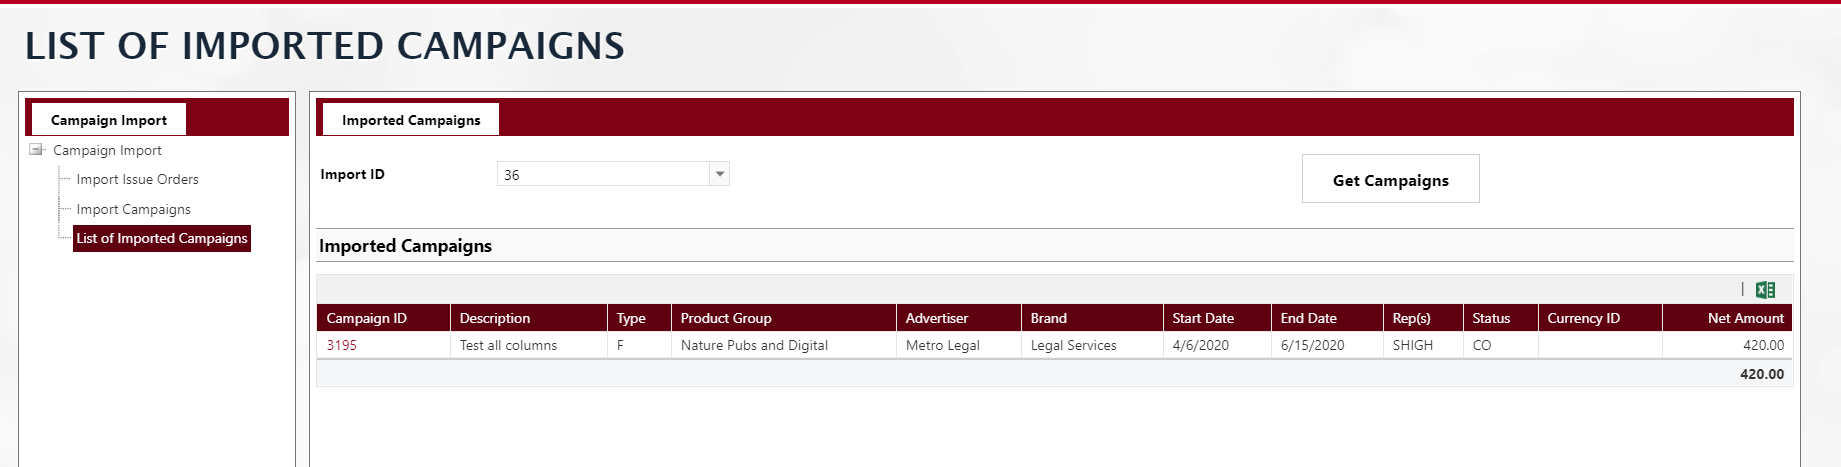 LIST OF IMPORTED CAMPAIGNS
Campaign Import
Campaign Import
Import Issue Orders
Import Campaigns
List of Imported Campaigns
Imported Campaigns
Import ID 36 Get Campaigns
Imported Campaigns
Campaign ID Description Type Product Group Advertiser Brand Start Date End Date Rep(s) Status Currency ID Net Amount
3195 Test all columns F Nature Pubs and Digital Metro Legal Legal Services 4/6/2020 6/15/2020 SHIGH CO 420.00
420.00